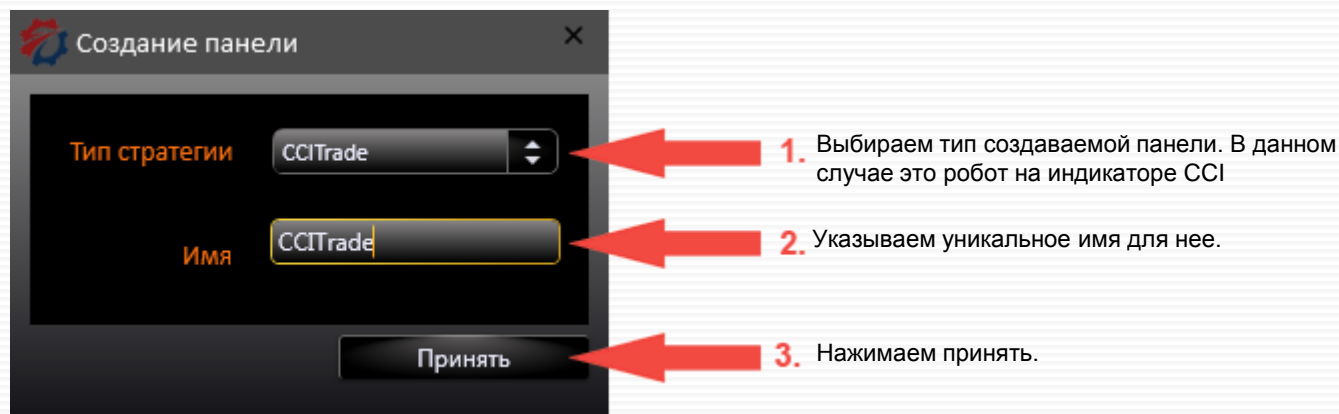 Создание панели
Тип стратегии
CCITrade
1. Выбираем тип создаваемой панели. В данном
случае это робот на индикаторе CCI
Имя
CCITrade
2. Указываем уникальное имя для нее.
Принять
3. Нажимаем принять.